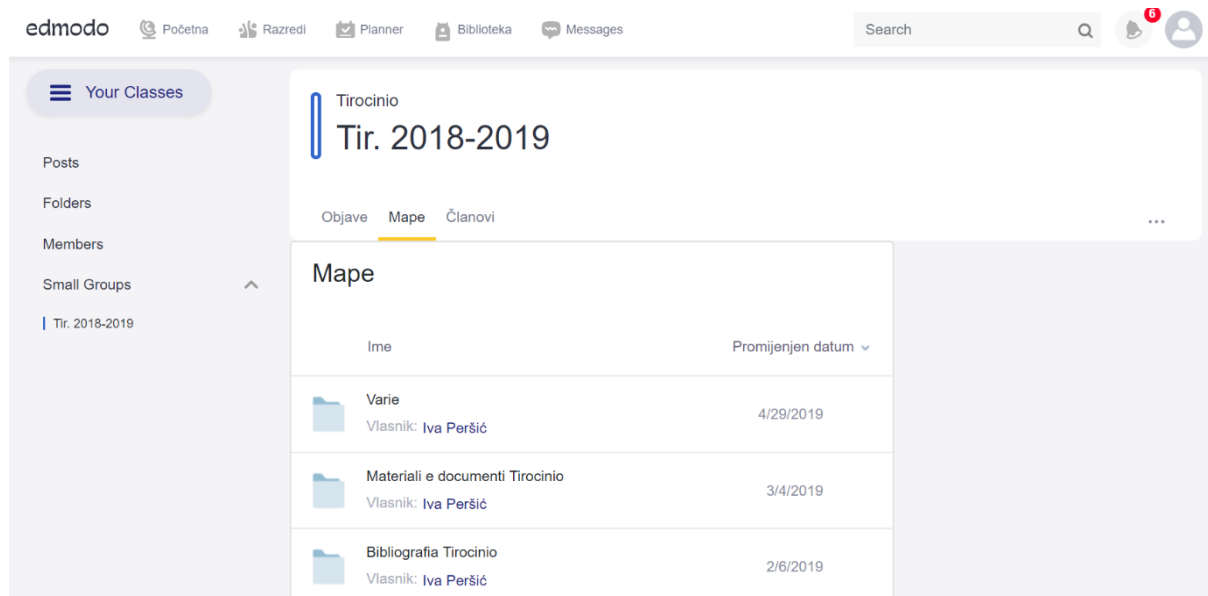 edmodo Početna Razredi Planner Biblioteka Messages Search 6
Your Classes
Posts
Folders
Members
Small Groups
Tir. 2018-2019
Tirocinio
Tir. 2018-2019
Objave Mape Članovi ...
Mape
Ime Promijenjen datum
Varie
Vlasnik: Iva Peršić
4/29/2019
Materiali e documenti Tirocinio
Vlasnik: Iva Peršić
3/4/2019
Bibliografia Tirocinio
Vlasnik: Iva Peršić
2/6/2019